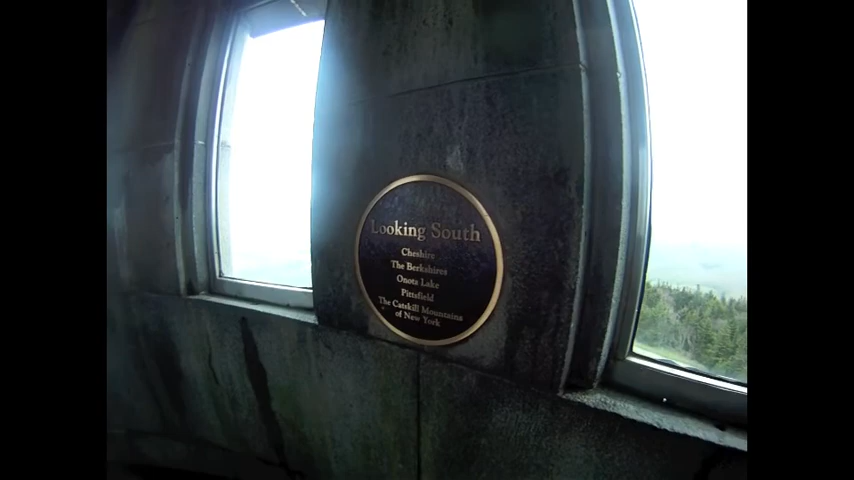 Looking South
Cheshire
The Berkshires
Onota Lake
Pittsfield
The Catskill Mountains
of New York